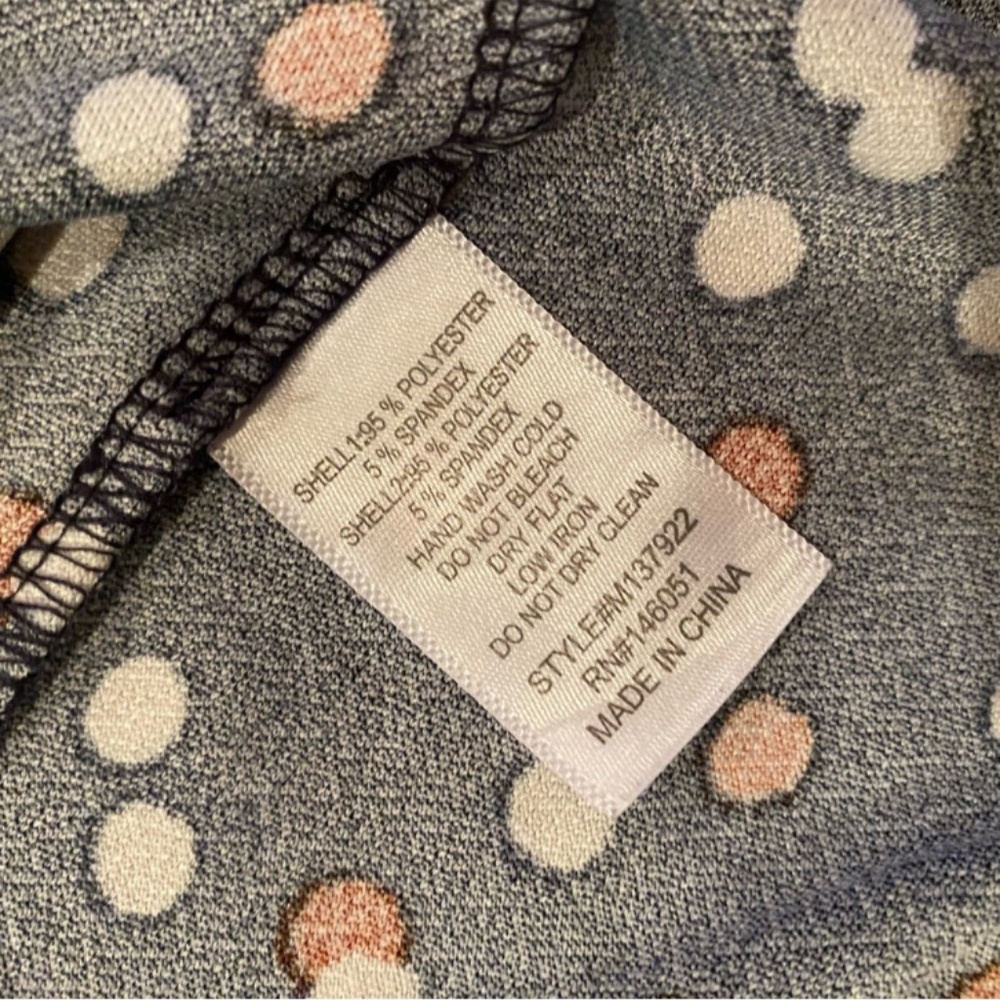 SHELL1:95 % POLYESTER
5 % SPANDEX
SHELL2:95 % POLYESTER
5 % SPANDEX
HAND WASH COLD
DO NOT BLEACH
DRY FLAT
LOW IRON
DO NOT DRY CLEAN
STYLE#M137922
RN#146051
MADE IN CHINA